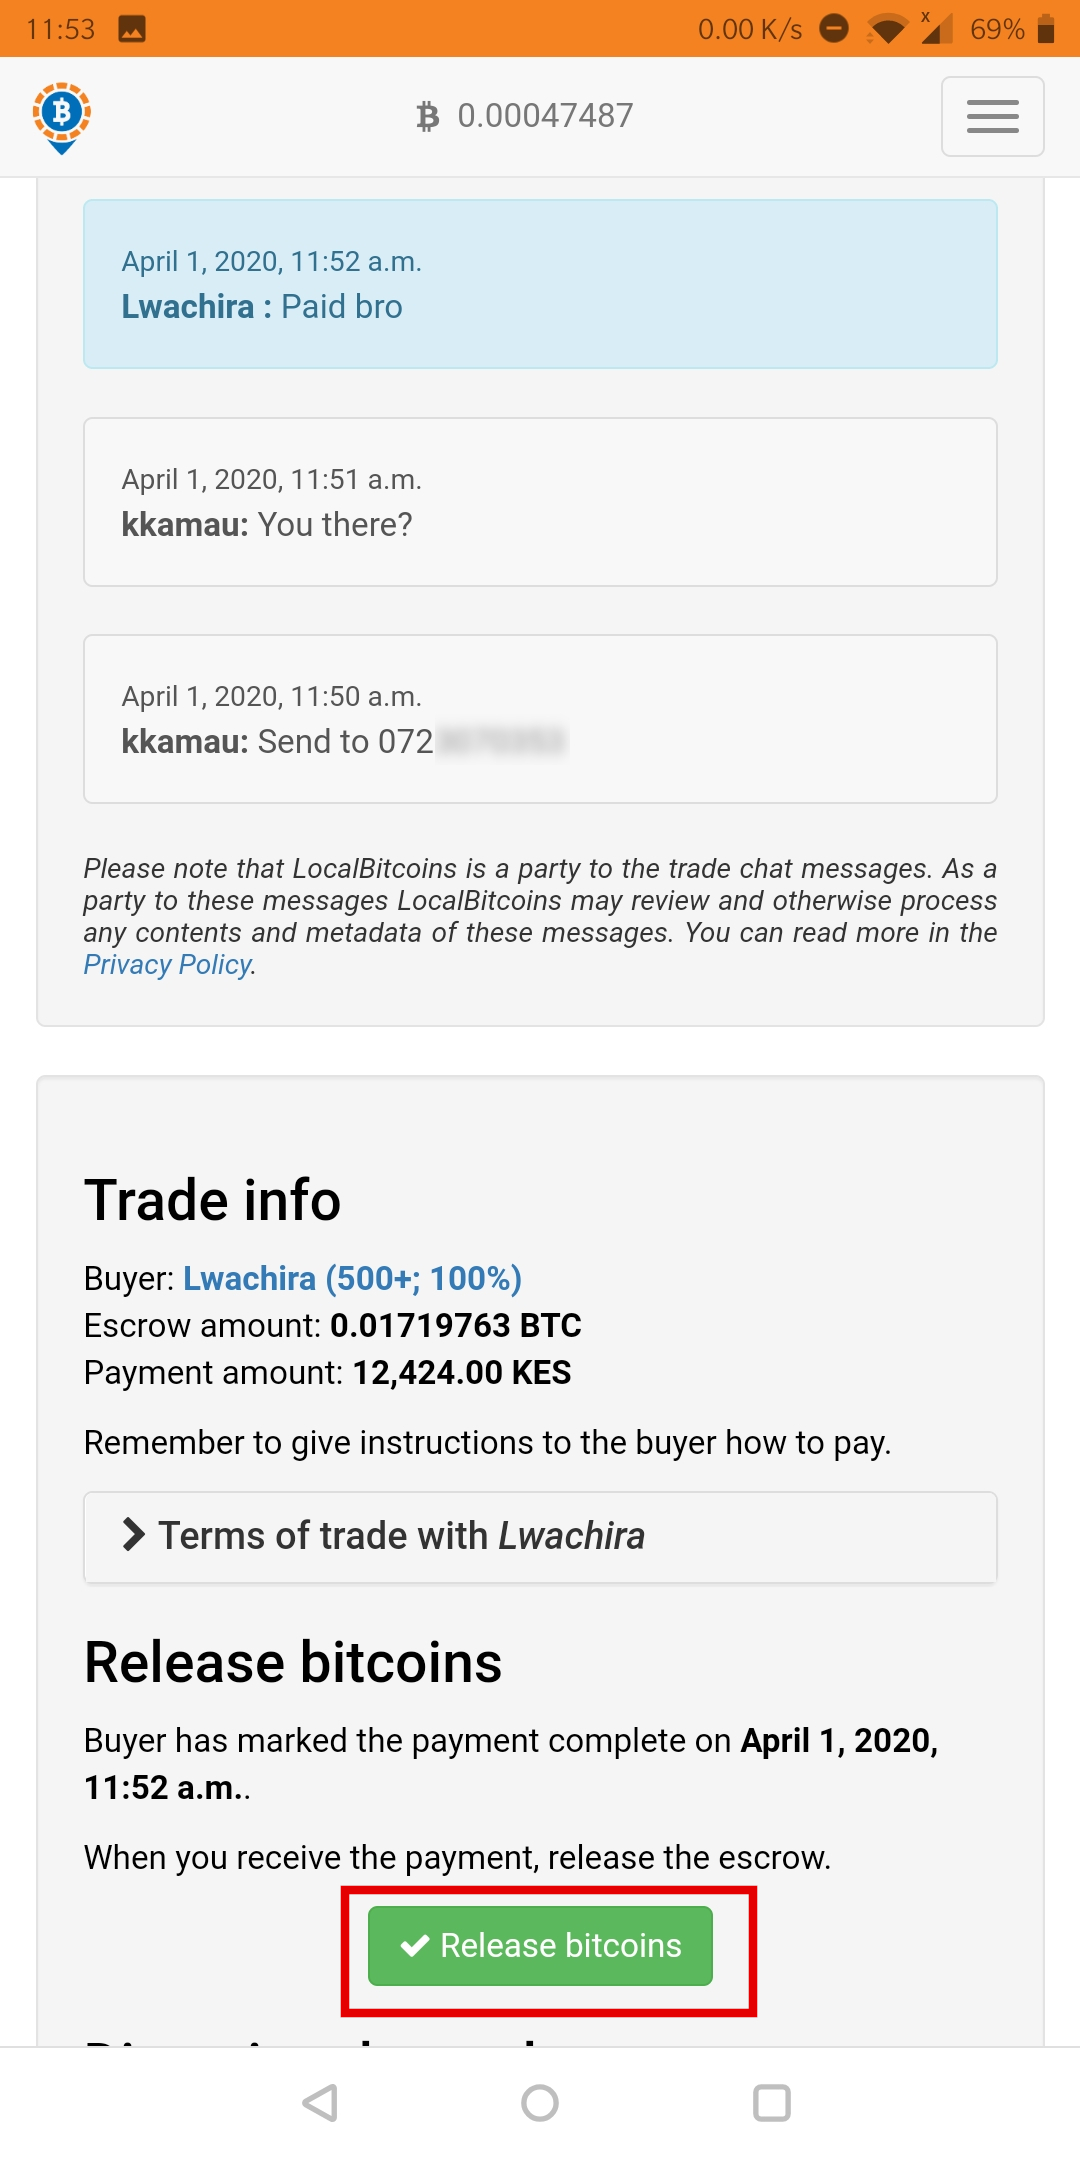 11:53 0.00 K/s 69%
0.00047487
April 1, 2020, 11:52 a.m.
Lwachira : Paid bro
April 1, 2020, 11:51 a.m.
kkamau: You there?
April 1, 2020, 11:50 a.m.
kkamau: Send to 072
Please note that LocalBitcoins is a party to the trade chat messages. As a
party to these messages LocalBitcoins may review and otherwise process
any contents and metadata of these messages. You can read more in the
Privacy Policy.
Trade info
Buyer: Lwachira (500+; 100%)
Escrow amount: 0.01719763 BTC
Payment amount: 12,424.00 KES
Remember to give instructions to the buyer how to pay.
Terms of trade with Lwachira
Release bitcoins
Buyer has marked the payment complete on April 1, 2020,
11:52 a.m..
When you receive the payment, release the escrow.
Release bitcoins